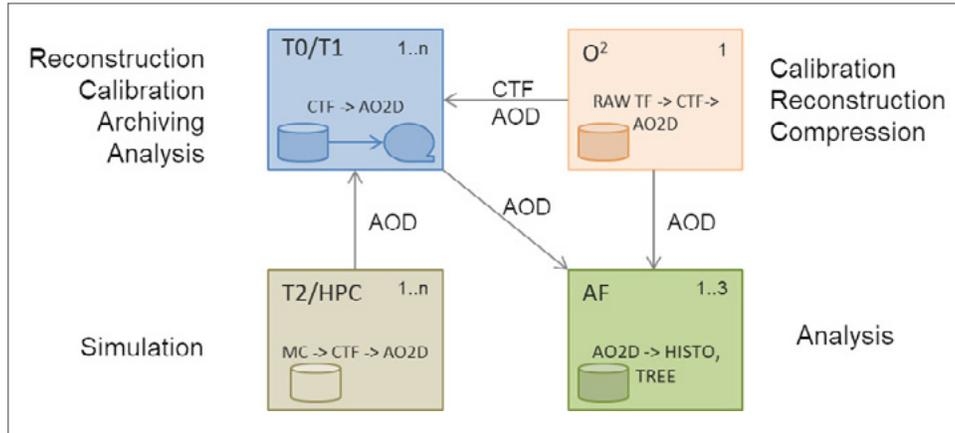 Reconstruction
Calibration
Archiving
Analysis
T0/T1 1..n
CTF -> AO2D
CTF
AOD
O² 1
RAW TF -> CTF->
AO2D
Calibration
Reconstruction
Compression
AOD
AOD
AOD
Simulation
T2/HPC 1..n
MC -> CTF -> AO2D
AF 1..3
AO2D -> HISTO,
TREE
Analysis